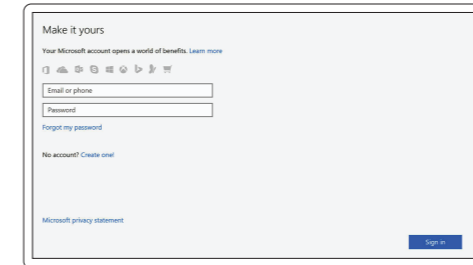 Make it yours
Your Microsoft account opens a world of benefits. Learn more
Email or phone
Password
Forgot my password
No account? Create one!
Microsoft privacy statement
Sign in